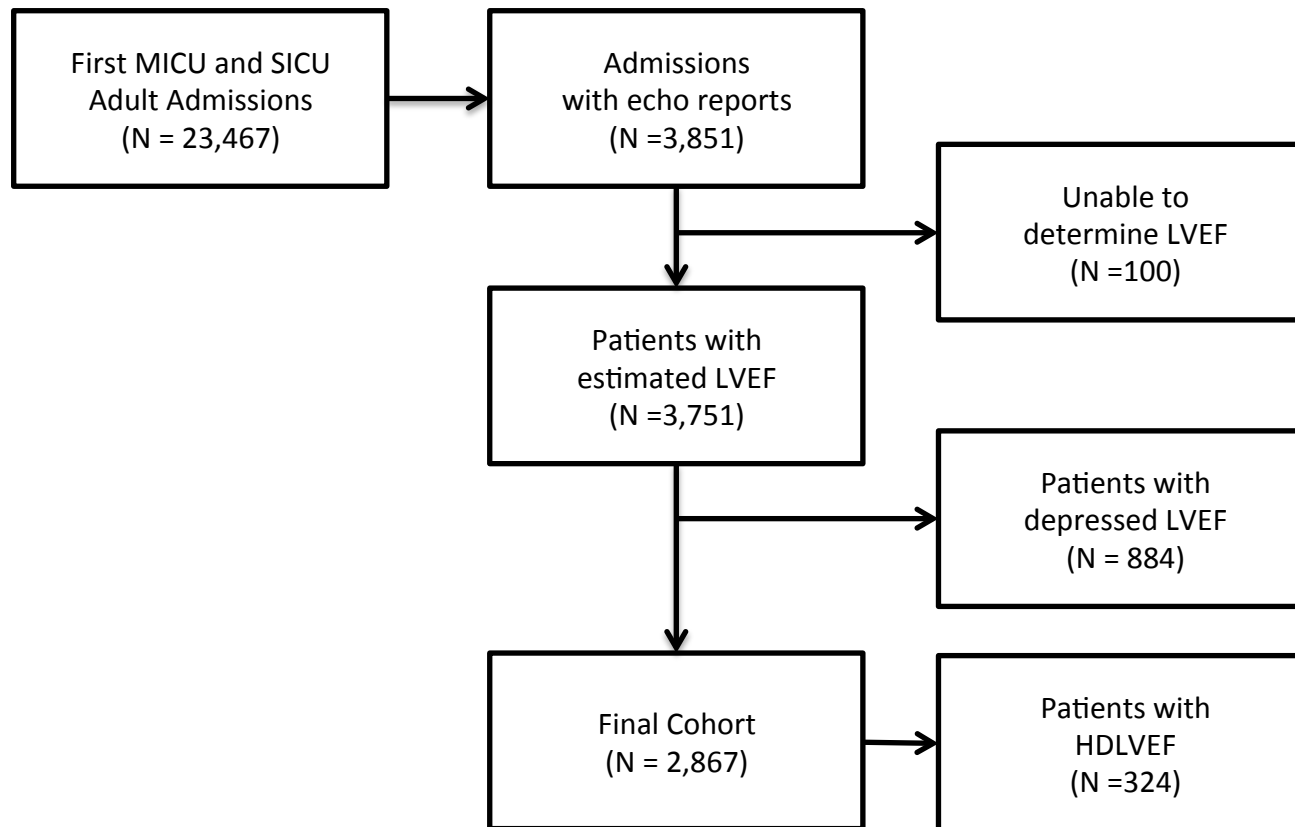 First MICU and SICU
Adult Admissions
(N = 23,467)
Admissions
with echo reports
(N =3,851)
Unable to
determine LVEF
(N =100)
Patients with
estimated LVEF
(N =3,751)
Patients with
depressed LVEF
(N = 884)
Final Cohort
(N = 2,867)
Patients with
HDLVEF
(N =324)